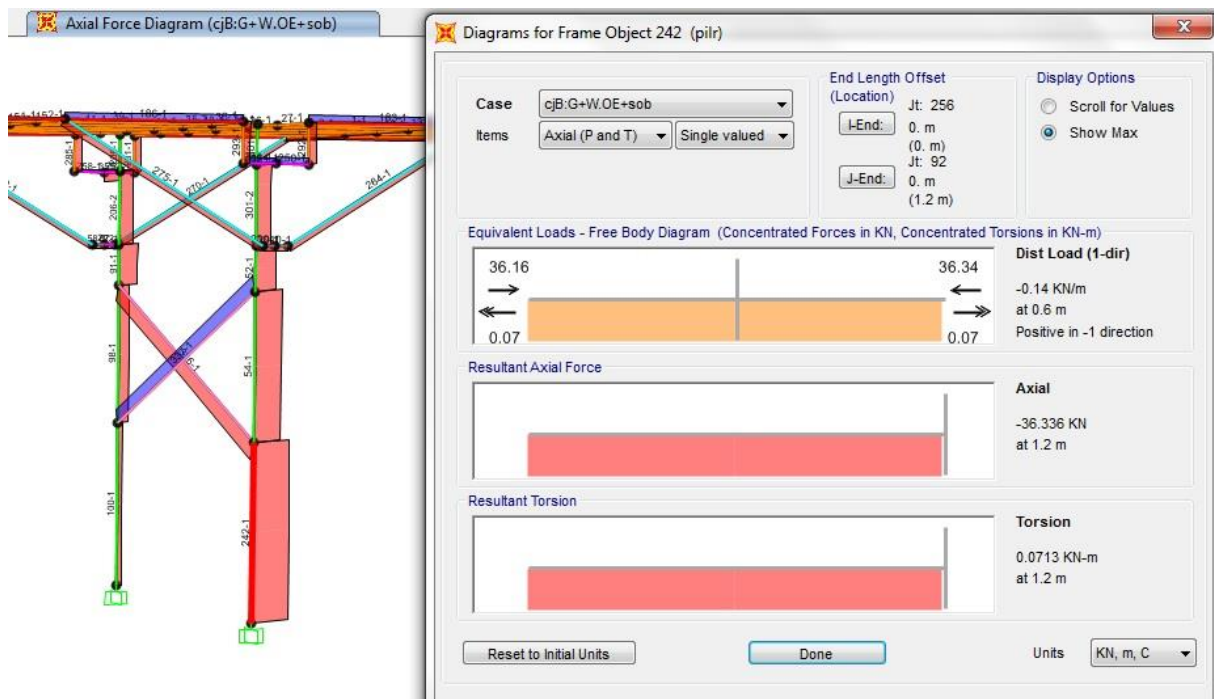 Axial Force Diagram (cjB:G+W.OE+sob)
186-1
27-1
285-1
275-1
270-1
264-1
206-2
301-2
91-1
52-1
98-1
54-1
100-1
242-1
Diagrams for Frame Object 242 (pilr)
Case
cjB:G+W.OE+sob
Items
Axial (P and T)
Single valued
End Length Offset
(Location)
I-End:
Jt: 256
0. m
(0. m)
J-End:
Jt: 92
0. m
(1.2 m)
Display Options
Scroll for Values
Show Max
Equivalent Loads - Free Body Diagram (Concentrated Forces in KN, Concentrated Torsions in KN-m)
36.16
36.34
0.07
0.07
Dist Load (1-dir)
-0.14 KN/m
at 0.6 m
Positive in -1 direction
Resultant Axial Force
Axial
-36.336 KN
at 1.2 m
Resultant Torsion
Torsion
0.0713 KN-m
at 1.2 m
Reset to Initial Units
Done
Units
KN, m, C